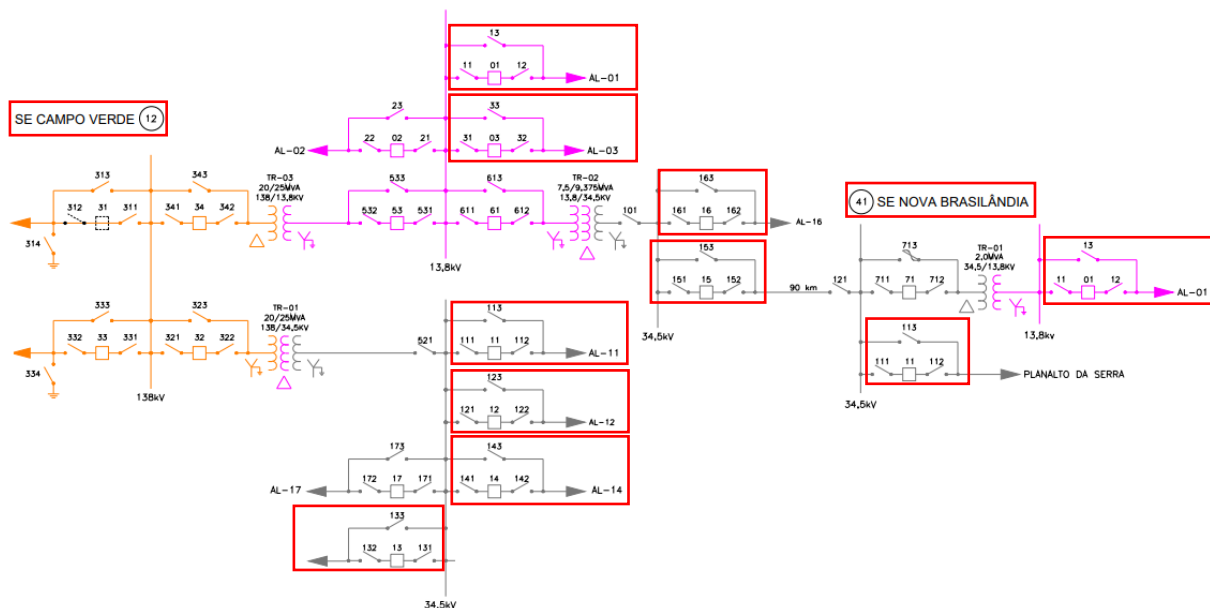 13
11 01 12
AL-01
SE CAMPO VERDE 12
23
33
22 02 21
31 03 32
AL-02
AL-03
313
343
312 31 311
341 34 342
314
TR-03
20/25MVA
138/13,8KV
533
613
532 53 531
611 61 612
TR-02
7,5/9,375MVA
13,8/34,5KV
101
163
161 16 162
AL-16
13,8kV
153
151 15 152
34,5kV
90 km
41 SE NOVA BRASILÂNDIA
121
713
711 71 712
TR-01
2,0MVA
34,5/13,8KV
13
11 01 12
AL-01
13,8kV
113
111 11 112
PLANALTO DA SERRA
34,5kV
333
323
332 33 331
321 32 322
334
138kV
TR-01
20/25MVA
138/34,5KV
521
113
111 11 112
AL-11
123
121 12 122
AL-12
173
143
172 17 171
141 14 142
AL-17
AL-14
133
132 13 131
34,5kV